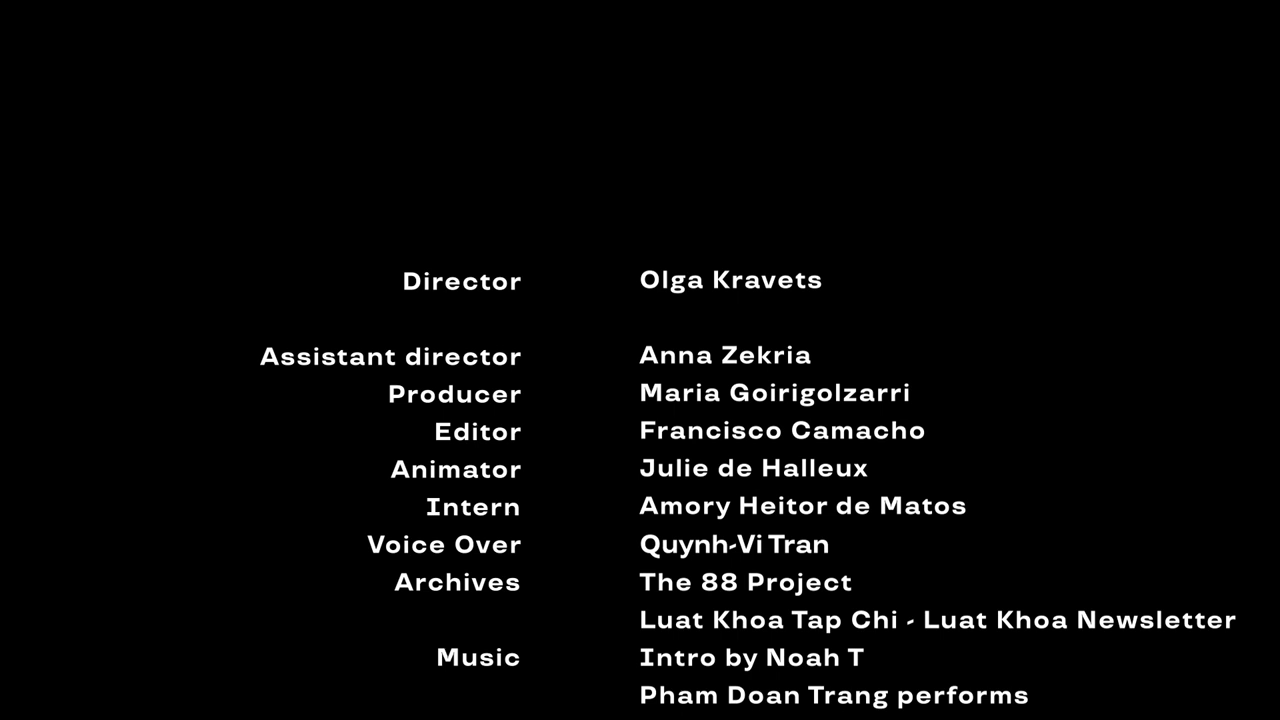 Director Olga Kravets
Assistant director Anna Zekria
Producer Maria Goirigolzarri
Editor Francisco Camacho
Animator Julie de Halleux
Intern Amory Heitor de Matos
Voice Over Quynh-Vi Tran
Archives The 88 Project
Luat Khoa Tap Chi - Luat Khoa Newsletter
Music Intro by Noah T
Pham Doan Trang performs